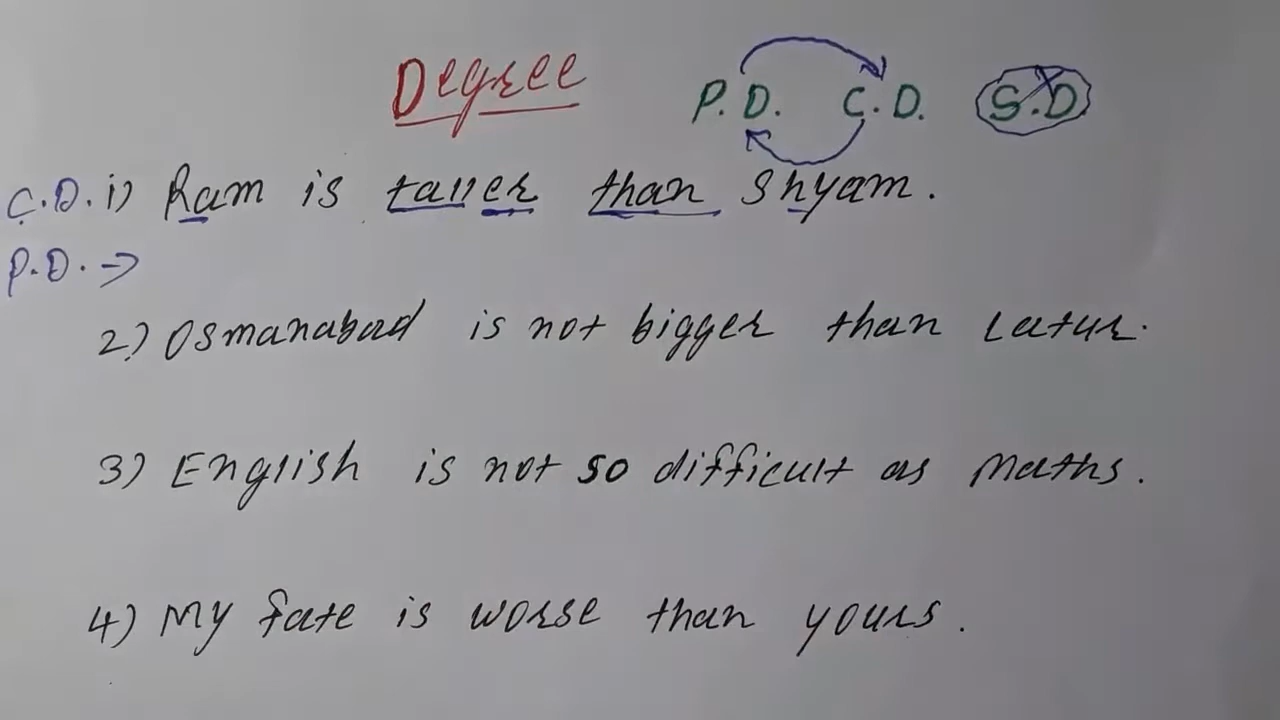 Degree P.D. C.D. S.D
C.D. 1) Ram is taller than Shyam.
P.D. →
2) Osmanabad is not bigger than Latur.
3) English is not so difficult as Maths.
4) My fate is worse than yours.